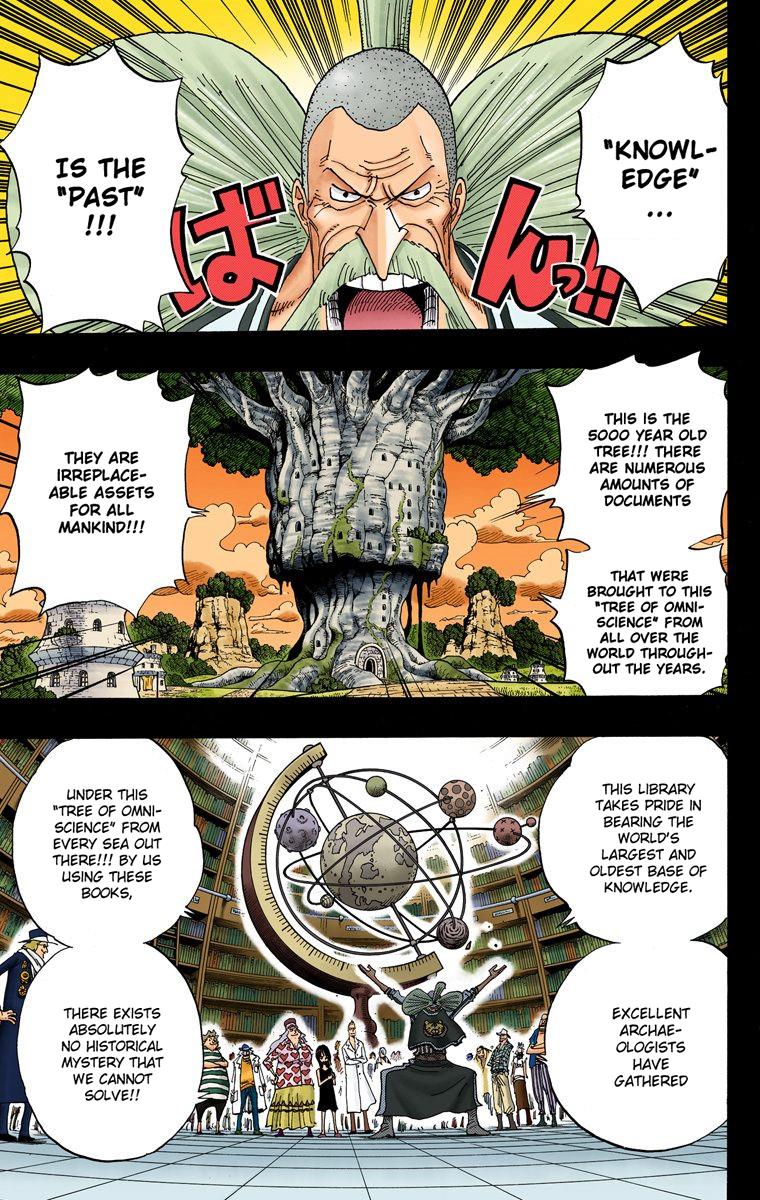 "KNOWL-
EDGE"
...
IS THE
"PAST"
!!!
ばんっ!!
THIS IS THE
5000 YEAR OLD
TREE!!! THERE
ARE NUMEROUS
AMOUNTS OF
DOCUMENTS
THAT WERE
BROUGHT TO THIS
"TREE OF OMNI-
SCIENCE" FROM
ALL OVER THE
WORLD THROUGH-
OUT THE YEARS.
THEY ARE
IRREPLACE-
ABLE ASSETS
FOR ALL
MANKIND!!!
THIS LIBRARY
TAKES PRIDE IN
BEARING THE
WORLD'S
LARGEST AND
OLDEST BASE OF
KNOWLEDGE.
EXCELLENT
ARCHAE-
OLOGISTS
HAVE
GATHERED
UNDER THIS
"TREE OF OMNI-
SCIENCE" FROM
EVERY SEA OUT
THERE!!! BY US
USING THESE
BOOKS,
THERE EXISTS
ABSOLUTELY
NO HISTORICAL
MYSTERY THAT
WE CANNOT
SOLVE!!